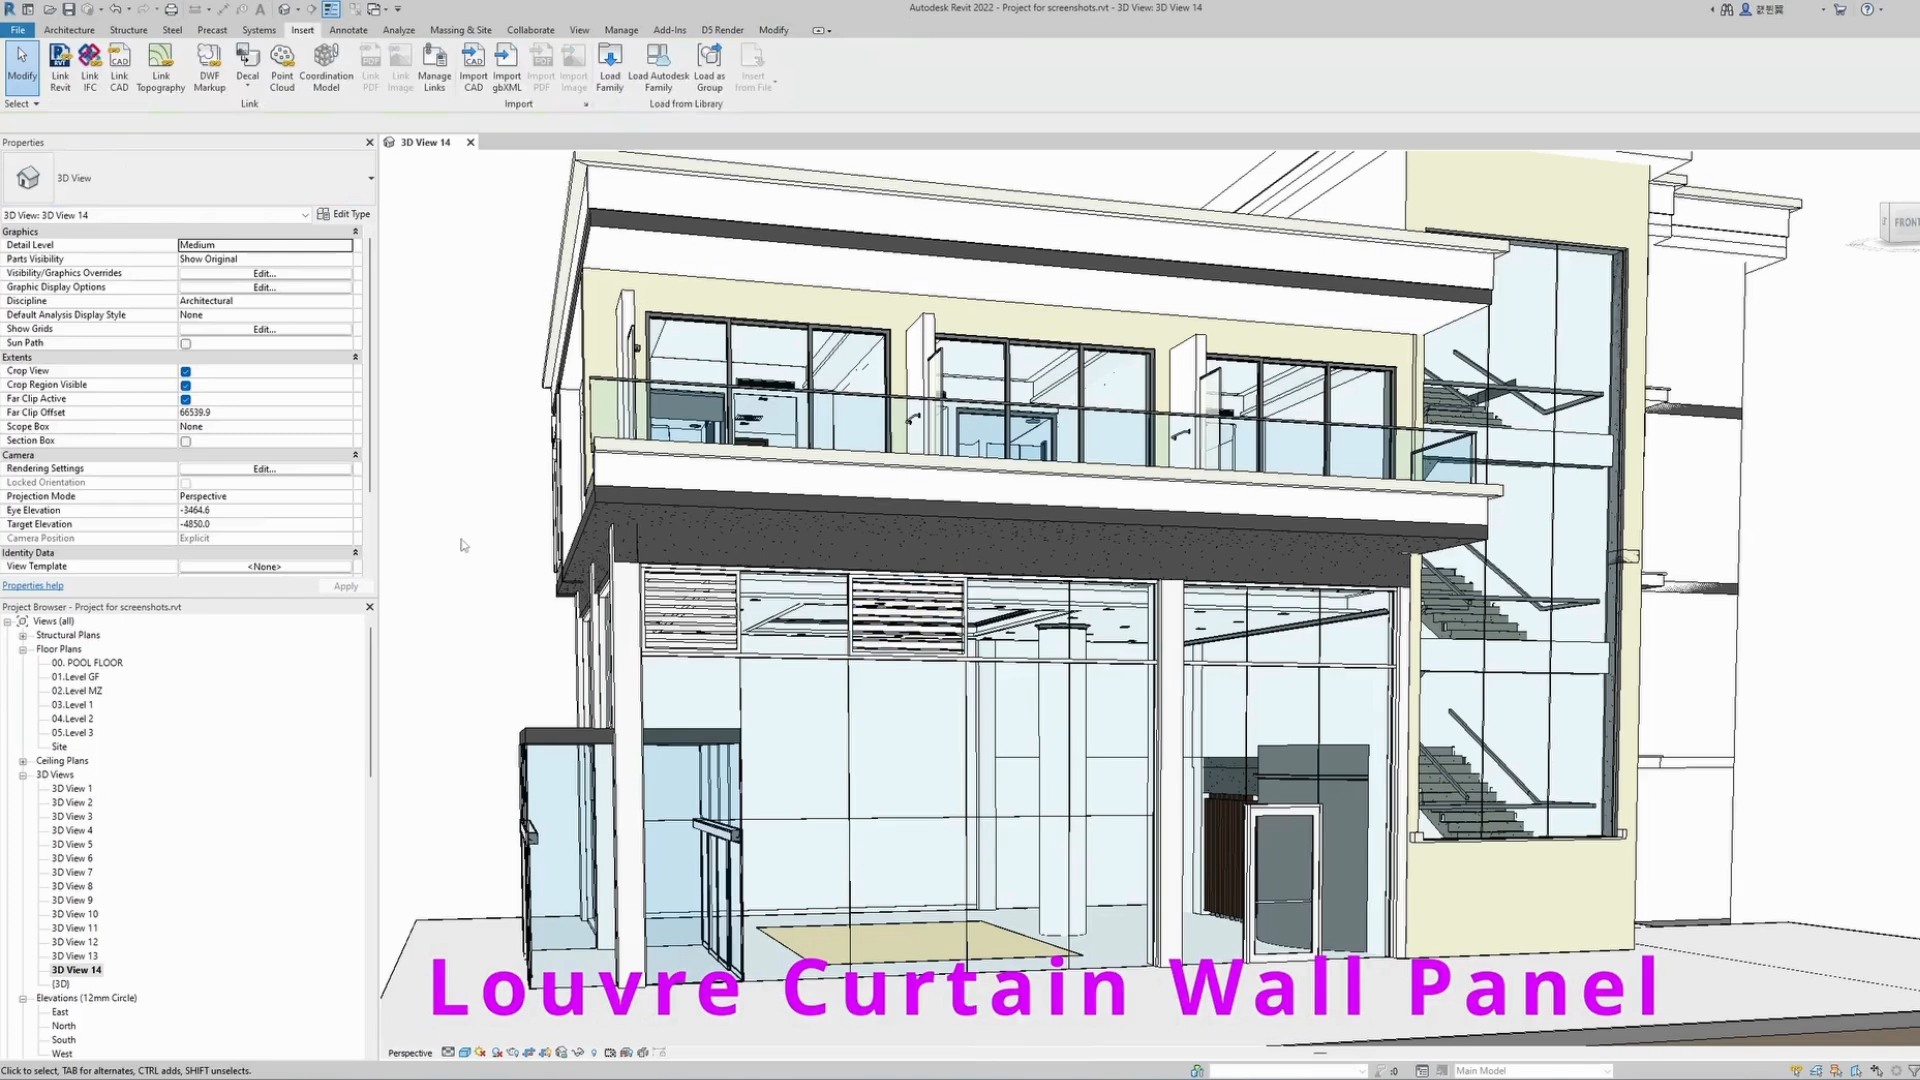 Autodesk Revit 2022 - Project for screenshots.rvt - 3D View: 3D View 14
File Architecture Structure Steel Precast Systems Insert Annotate Analyze Massing & Site Collaborate View Manage Add-Ins D5 Render Modify
Modify
Link Revit
Link IFC
Link CAD
Link Topography
DWF Markup
Decal
Point Cloud
Coordination Model
Link PDF
Link Image
Manage Links
Import CAD
Import gbXML
Import PDF
Import Image
Load Family
Load Autodesk Family
Load as Group
Insert from File
Select Link Import Load from Library
Properties
3D View 14
3D View
3D View: 3D View 14 Edit Type
Graphics
Detail Level Medium
Parts Visibility Show Original
Visibility/Graphics Overrides Edit...
Graphic Display Options Edit...
Discipline Architectural
Default Analysis Display Style None
Show Grids Edit...
Sun Path
Extents
Crop View
Crop Region Visible
Far Clip Active
Far Clip Offset 66539.9
Scope Box None
Section Box
Camera
Rendering Settings Edit...
Locked Orientation
Projection Mode Perspective
Eye Elevation -3464.6
Target Elevation -4850.0
Camera Position Explicit
Identity Data
View Template <None>
Properties help Apply
Project Browser - Project for screenshots.rvt
Views (all)
Structural Plans
Floor Plans
00. POOL FLOOR
01.Level GF
02.Level MZ
03.Level 1
04.Level 2
05.Level 3
Site
Ceiling Plans
3D Views
3D View 1
3D View 2
3D View 3
3D View 4
3D View 5
3D View 6
3D View 7
3D View 8
3D View 9
3D View 10
3D View 11
3D View 12
3D View 13
3D View 14
{3D}
Elevations (12mm Circle)
East
North
South
West
FRONT
Louvre Curtain Wall Panel
Perspective
Click to select, TAB for alternates, CTRL adds, SHIFT unselects.
:0
Main Model